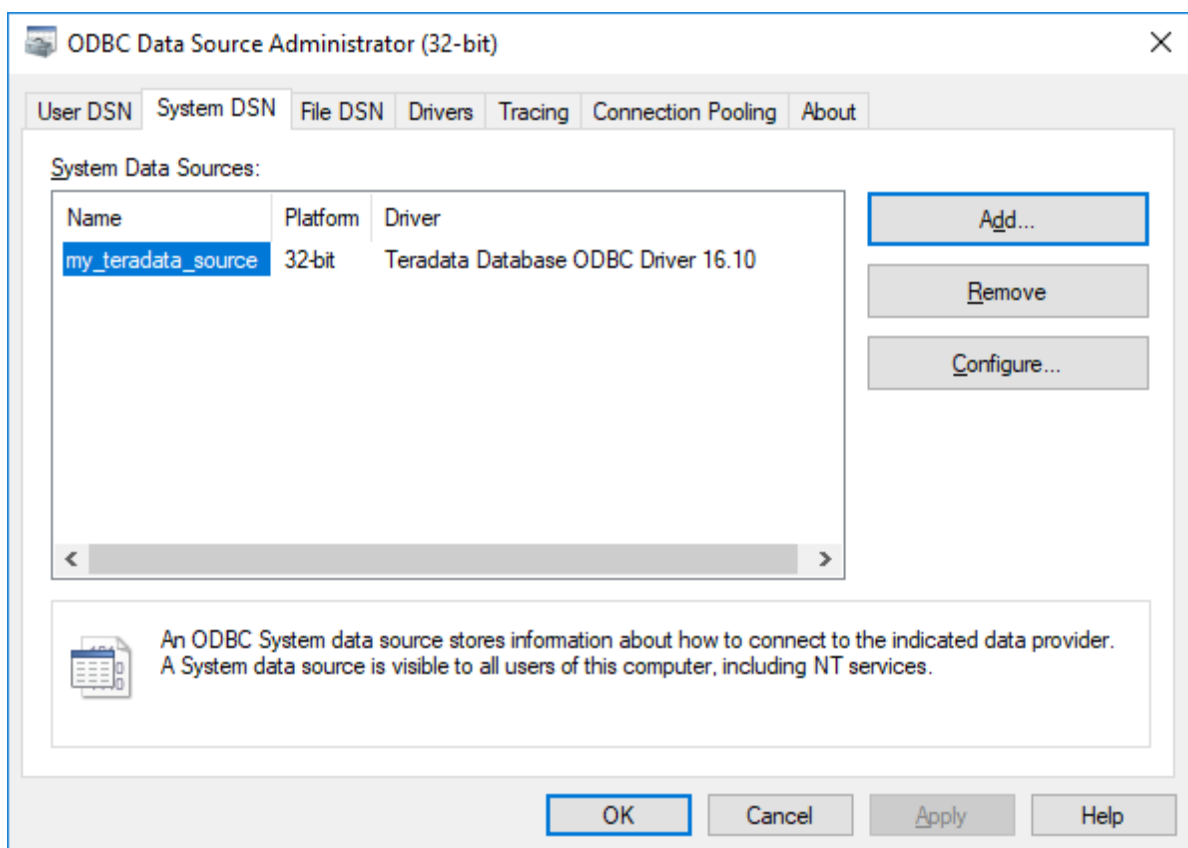 ODBC Data Source Administrator (32-bit)
User DSN System DSN File DSN Drivers Tracing Connection Pooling About
System Data Sources:
Name Platform Driver
my_teradata_source 32-bit Teradata Database ODBC Driver 16.10
Add...
Remove
Configure...
An ODBC System data source stores information about how to connect to the indicated data provider.
A System data source is visible to all users of this computer, including NT services.
OK Cancel Apply Help